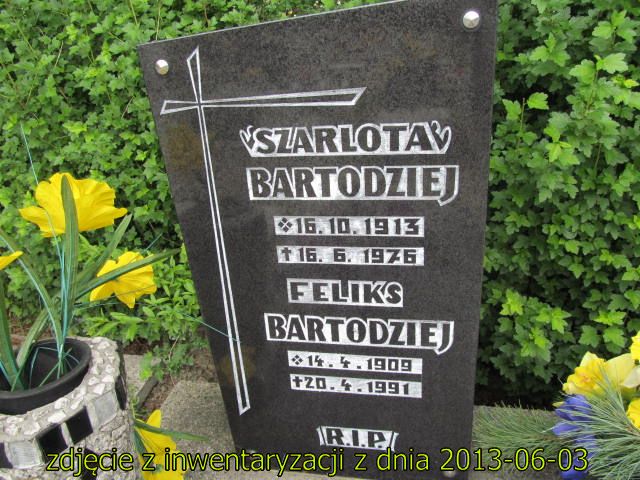 SZARLOTA
BARTODZIEJ
16.10.1913
✝16.6.1976
FELIKS
BARTODZIEJ
14.4.1909
✝20.4.1991
R.I.P.
zdjęcie z inwentaryzacji z dnia 2013-06-03